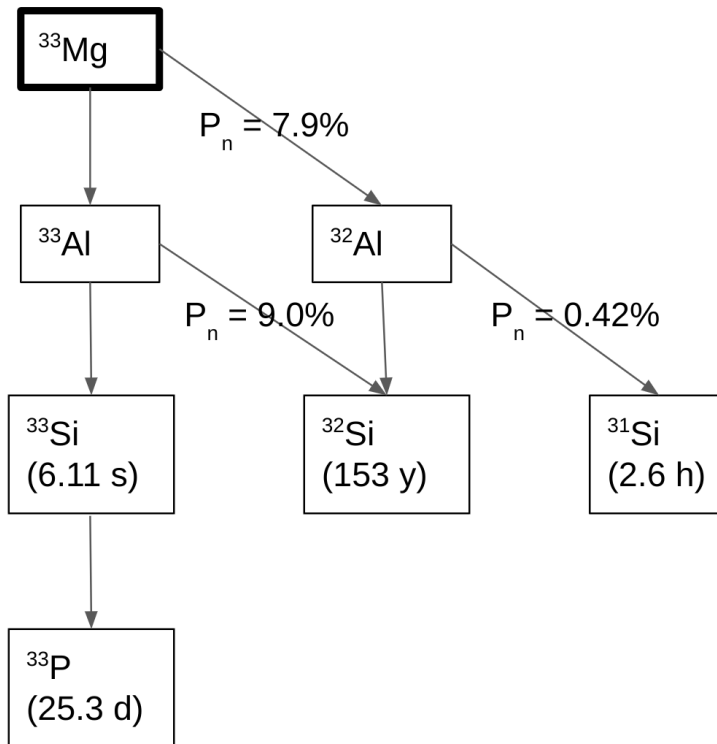 ³³Mg
Pₙ = 7.9%
³³Al
³²Al
Pₙ = 9.0%
Pₙ = 0.42%
³³Si
(6.11 s)
³²Si
(153 y)
³¹Si
(2.6 h)
³³P
(25.3 d)